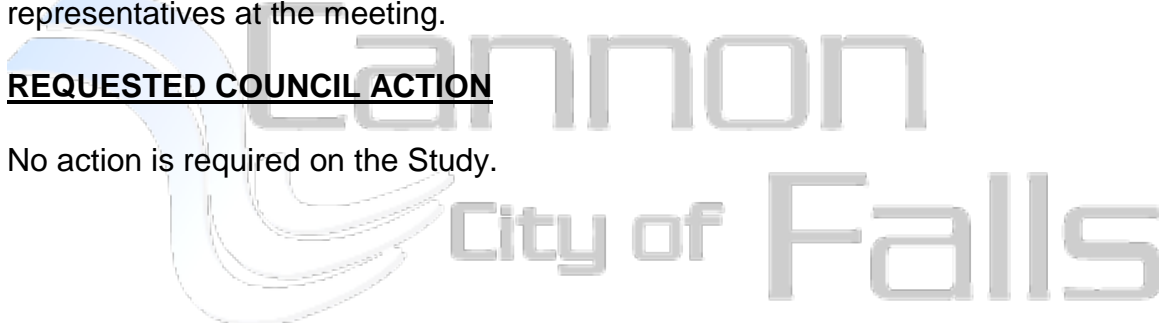 representatives at the meeting.
Cannon
REQUESTED COUNCIL ACTION
No action is required on the Study.
City of Falls